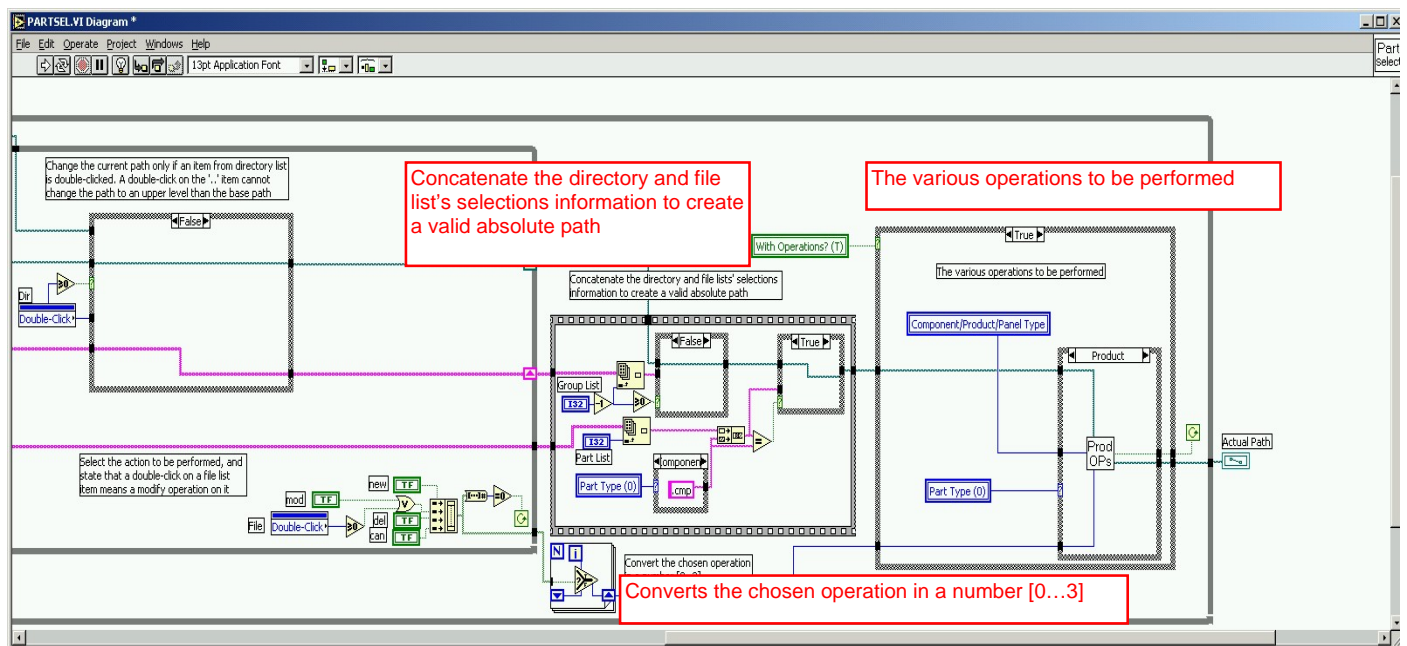 PARTSEL.VI Diagram *
File Edit Operate Project Windows Help
13pt Application Font
Part
Select
Change the current path only if an item from directory list
is double-clicked. A double-click on the '..' item cannot
change the path to an upper level than the base path
False
Dir
≥0
Double-Click
Concatenate the directory and file
list's selections information to create
a valid absolute path
The various operations to be performed
With Operations? (T)
True
The various operations to be performed
Concatenate the directory and file lists' selections
information to create a valid absolute path
Component/Product/Panel Type
False
True
Product
Group List
I32
-1
≥0
I32
Part List
=
Part Type (0)
omponen
.cmp
Prod
OPs
Part Type (0)
Actual Path
Select the action to be performed, and
state that a double-click on a file list
item means a modify operation on it
new
TF
mod
TF
V
=0
File
Double-Click
≥0
del
TF
can
TF
N
i
?
Convert the chosen operation
Converts the chosen operation in a number [0…3]